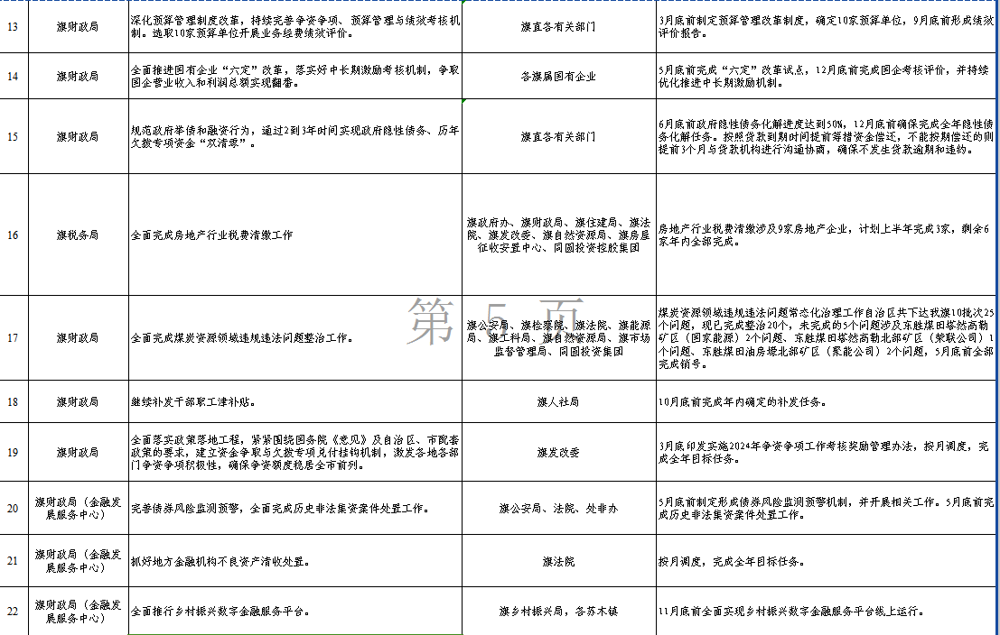 13
旗财政局
深化预算管理制度改革，持续完善争资争项、预算管理与绩效考核机
制。选取10家预算单位开展业务经费绩效评价。
旗直各有关部门
3月底前制定预算管理改革制度，确定10家预算单位，9月底前形成绩效
评价报告。
14
旗财政局
全面推进国有企业“六定”改革，落实好中长期激励考核机制，争取
国企营业收入和利润总额实现翻番。
各旗属国有企业
5月底前完成“六定”改革试点，12月底前完成国企考核评价，并持续
优化推进中长期激励机制。
15
旗财政局
规范政府举债和融资行为，通过2到3年时间实现政府隐性债务、历年
欠拨专项资金“双清零”。
旗直各有关部门
6月底前政府隐性债务化解进度达到50%，12月底前确保完成全年隐性债
务化解任务。按照贷款到期时间提前筹措资金偿还，不能按期偿还的则
提前3个月与贷款机构进行沟通协商，确保不发生贷款逾期和违约。
16
旗税务局
全面完成房地产行业税费清缴工作
旗政府办、旗财政局、旗住建局、旗法
院、旗发改委、旗自然资源局、旗房屋
征收安置中心、同圆投资控股集团
房地产行业税费清缴涉及9家房地产企业，计划上半年完成3家，剩余6
家年内全部完成。
第 5 页
17
旗财政局
全面完成煤炭资源领域违规违法问题整治工作。
旗公安局、旗检察院、旗法院、旗能源
局、旗工科局、旗自然资源局、旗市场
监督管理局、同圆投资集团
煤炭资源领域违规违法问题常态化治理工作自治区共下达我旗10批次25
个问题，现已完成整治20个，未完成的5个问题涉及东胜煤田塔然高勒
矿区（国家能源）2个问题、东胜煤田塔然高勒北部矿区（荣联公司）1
个问题、东胜煤田油房壕北部矿区（聚能公司）2个问题，5月底前全部
完成销号。
18
旗财政局
继续补发干部职工津补贴。
旗人社局
10月底前完成年内确定的补发任务。
19
旗财政局
全面落实政策落地工程，紧紧围绕国务院《意见》及自治区、市配套
政策的要求，建立资金争取与欠拨专项兑付挂钩机制，激发各地各部
门争资争项积极性，确保争资额度稳居全市前列。
旗发改委
3月底印发实施2024年争资争项工作考核奖励管理办法，按月调度，完
成全年目标任务。
20
旗财政局（金融发
展服务中心）
完善债券风险监测预警，全面完成历史非法集资案件处置工作。
旗公安局、法院、处非办
5月底前制定形成债券风险监测预警机制，并开展相关工作。5月底前完
成历史非法集资案件处置工作。
21
旗财政局（金融发
展服务中心）
抓好地方金融机构不良资产清收处置。
旗法院
按月调度，完成全年目标任务。
22
旗财政局（金融发
展服务中心）
全面推行乡村振兴数字金融服务平台。
旗乡村振兴局，各苏木镇
11月底前全面实现乡村振兴数字金融服务平台线上运行。